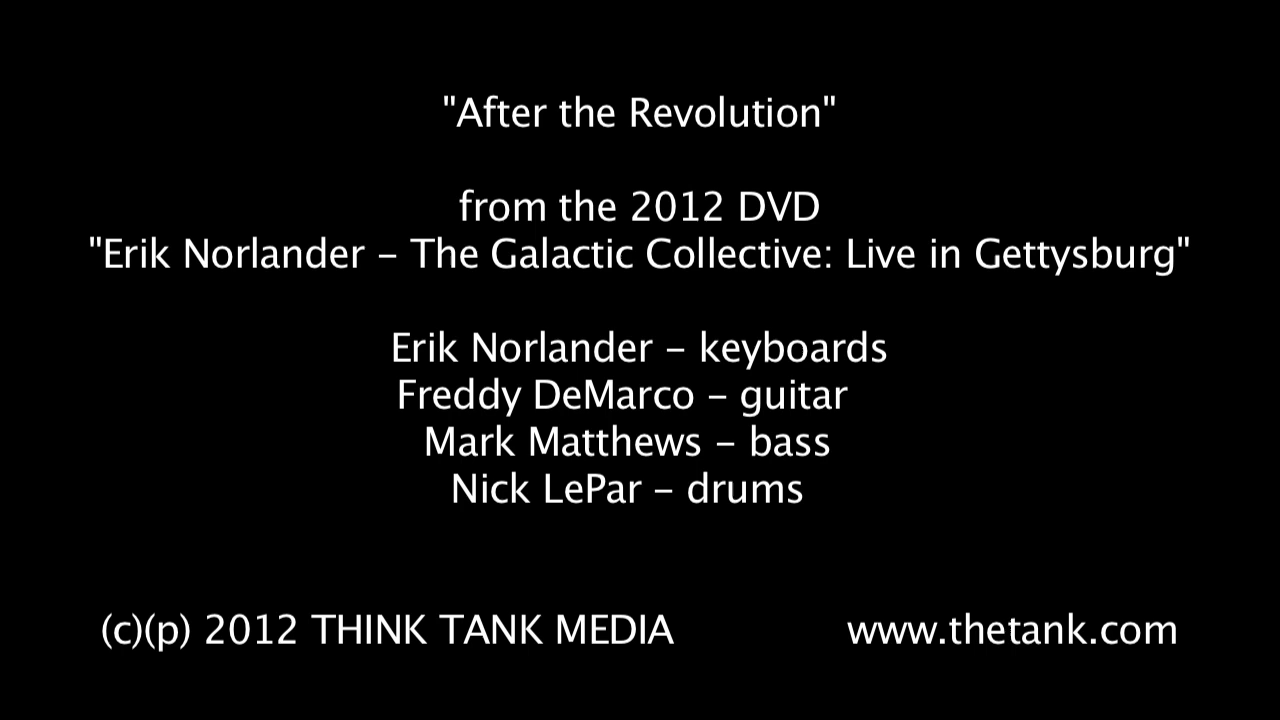 "After the Revolution"
from the 2012 DVD
"Erik Norlander – The Galactic Collective: Live in Gettysburg"
Erik Norlander – keyboards
Freddy DeMarco – guitar
Mark Matthews – bass
Nick LePar – drums
(c)(p) 2012 THINK TANK MEDIA www.thetank.com